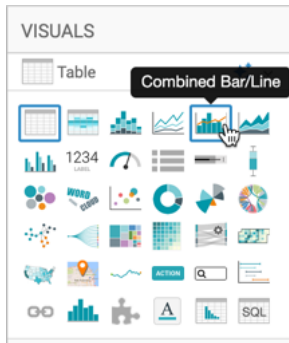 VISUALS
Table
Combined Bar/Line
1234
LABEL
WORD
CLOUD
ACTION
A
SQL